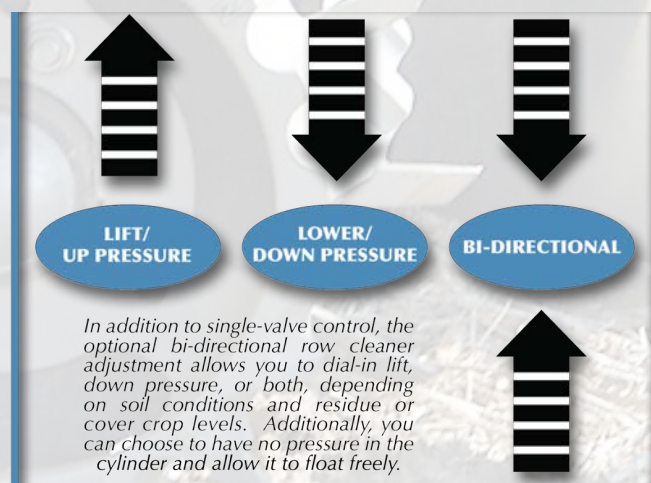 LIFT/
UP PRESSURE
LOWER/
DOWN PRESSURE
BI-DIRECTIONAL
In addition to single-valve control, the
optional bi-directional row cleaner
adjustment allows you to dial-in lift,
down pressure, or both, depending
on soil conditions and residue or
cover crop levels. Additionally, you
can choose to have no pressure in the
cylinder and allow it to float freely.